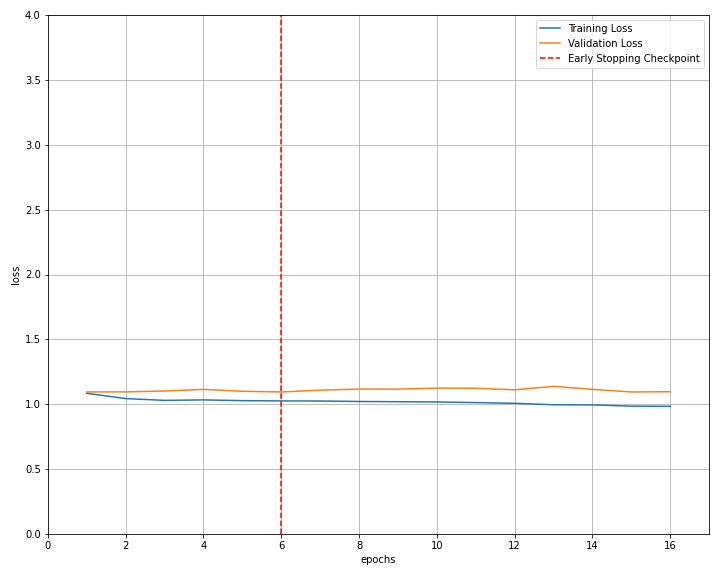 4.0
3.5
3.0
2.5
2.0
1.5
1.0
0.5
0.0
loss
0 2 4 6 8 10 12 14 16
epochs
Training Loss
Validation Loss
Early Stopping Checkpoint